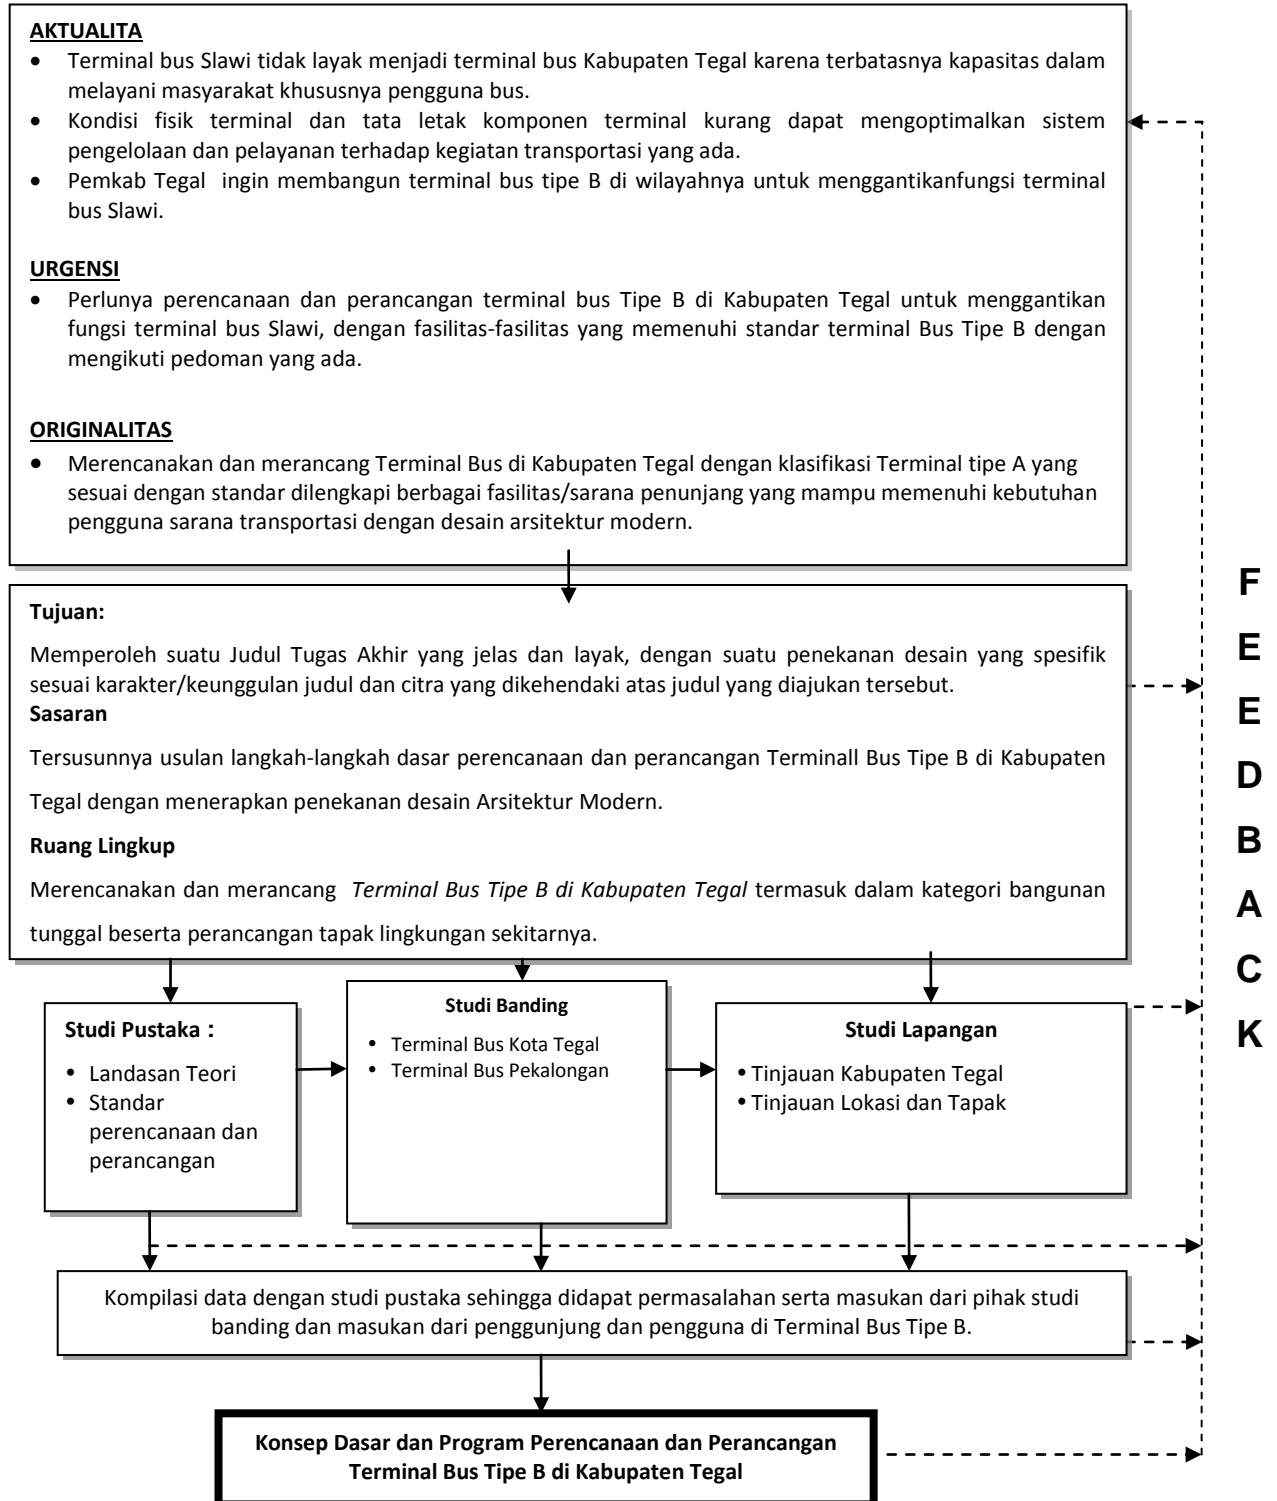 AKTUALITA
• Terminal bus Slawi tidak layak menjadi terminal bus Kabupaten Tegal karena terbatasnya kapasitas dalam
melayani masyarakat khususnya pengguna bus.
• Kondisi fisik terminal dan tata letak komponen terminal kurang dapat mengoptimalkan sistem
pengelolaan dan pelayanan terhadap kegiatan transportasi yang ada.
• Pemkab Tegal ingin membangun terminal bus tipe B di wilayahnya untuk menggantikanfungsi terminal
bus Slawi.
URGENSI
• Perlunya perencanaan dan perancangan terminal bus Tipe B di Kabupaten Tegal untuk menggantikan
fungsi terminal bus Slawi, dengan fasilitas-fasilitas yang memenuhi standar terminal Bus Tipe B dengan
mengikuti pedoman yang ada.
ORIGINALITAS
• Merencanakan dan merancang Terminal Bus di Kabupaten Tegal dengan klasifikasi Terminal tipe A yang
sesuai dengan standar dilengkapi berbagai fasilitas/sarana penunjang yang mampu memenuhi kebutuhan
pengguna sarana transportasi dengan desain arsitektur modern.
Tujuan:
Memperoleh suatu Judul Tugas Akhir yang jelas dan layak, dengan suatu penekanan desain yang spesifik
sesuai karakter/keunggulan judul dan citra yang dikehendaki atas judul yang diajukan tersebut.
Sasaran
Tersusunnya usulan langkah-langkah dasar perencanaan dan perancangan Terminall Bus Tipe B di Kabupaten
Tegal dengan menerapkan penekanan desain Arsitektur Modern.
Ruang Lingkup
Merencanakan dan merancang Terminal Bus Tipe B di Kabupaten Tegal termasuk dalam kategori bangunan
tunggal beserta perancangan tapak lingkungan sekitarnya.
Studi Pustaka :
• Landasan Teori
• Standar
perencanaan dan
perancangan
Studi Banding
• Terminal Bus Kota Tegal
• Terminal Bus Pekalongan
Studi Lapangan
• Tinjauan Kabupaten Tegal
• Tinjauan Lokasi dan Tapak
Kompilasi data dengan studi pustaka sehingga didapat permasalahan serta masukan dari pihak studi
banding dan masukan dari penggunjung dan pengguna di Terminal Bus Tipe B.
Konsep Dasar dan Program Perencanaan dan Perancangan
Terminal Bus Tipe B di Kabupaten Tegal
F
E
E
D
B
A
C
K